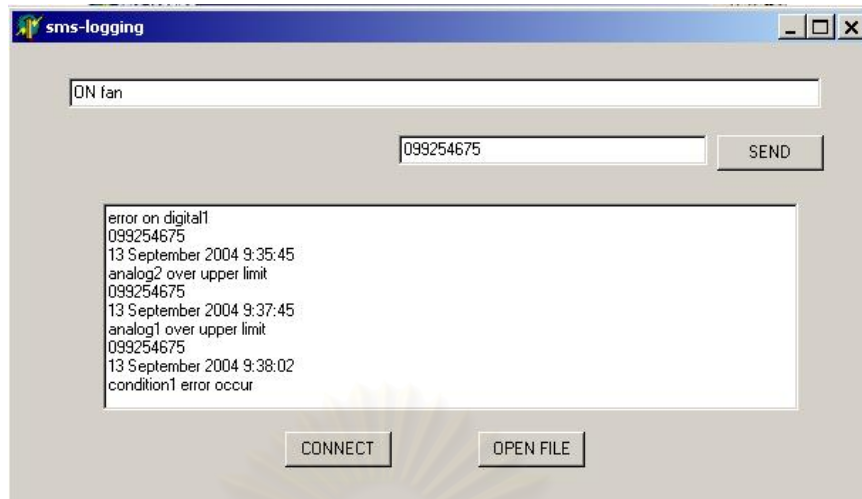 sms-logging
ON fan
099254675
SEND
error on digital1
099254675
13 September 2004 9:35:45
analog2 over upper limit
099254675
13 September 2004 9:37:45
analog1 over upper limit
099254675
13 September 2004 9:38:02
condition1 error occur
CONNECT
OPEN FILE